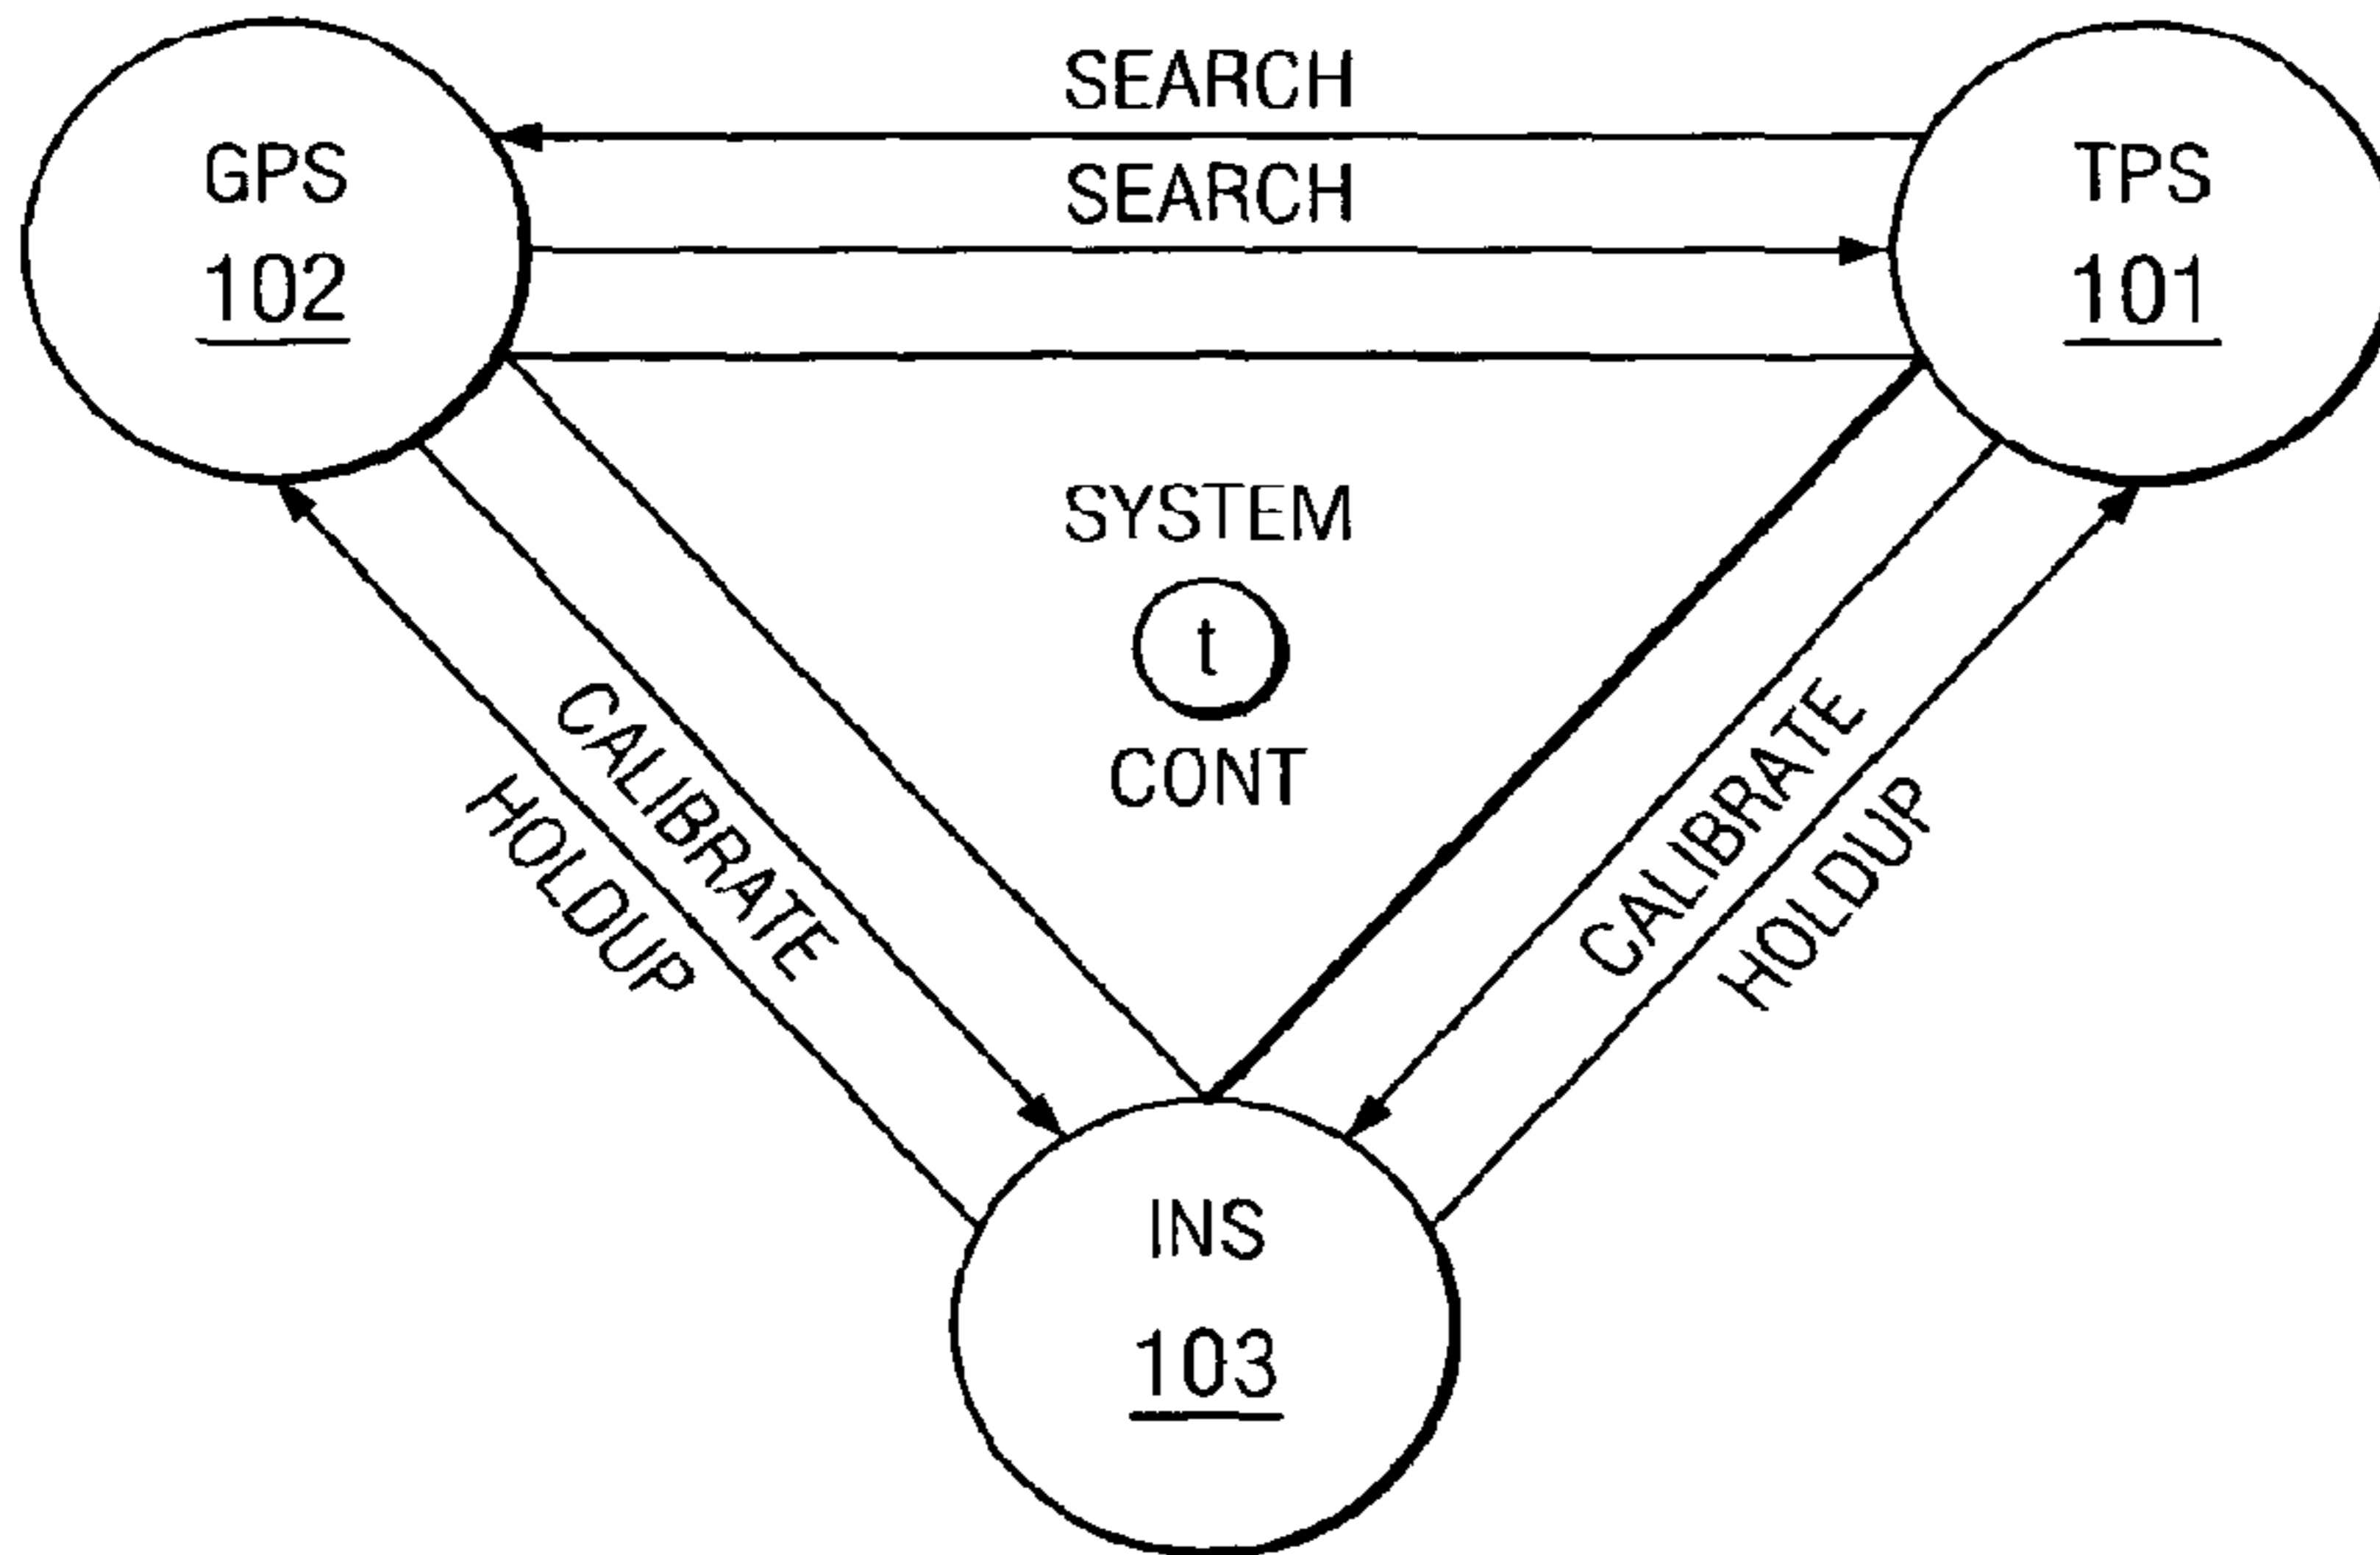 SEARCH
SEARCH
GPS
102
TPS
101
SYSTEM
t
CONT
CALIBRATE
HOLDUP
CALIBRATE
HOLDUP
INS
103